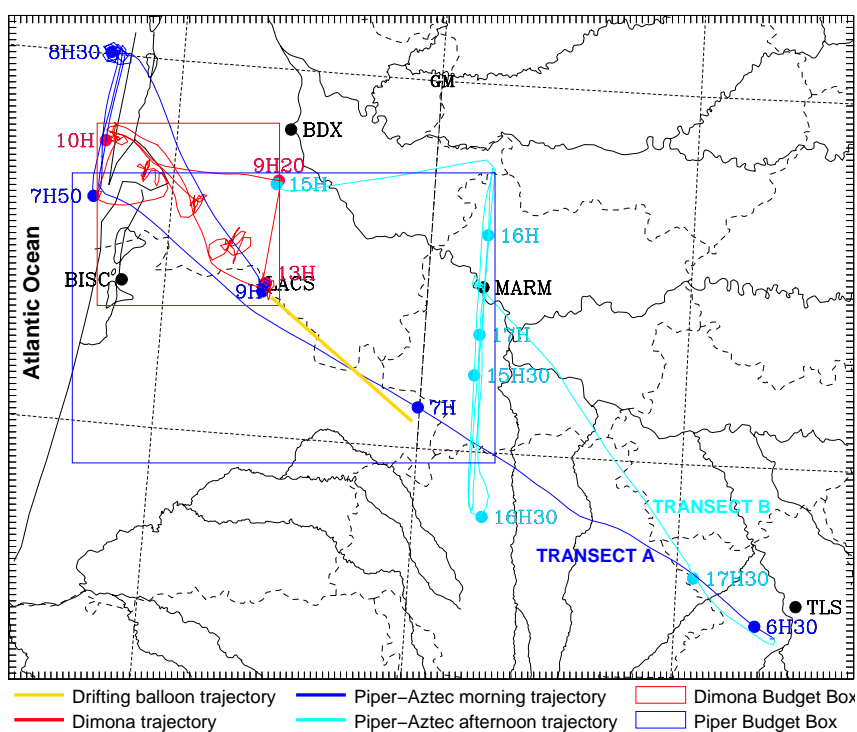 8H30
GM
BDX
10H
9H20
15H
7H50
16H
Atlantic Ocean
BISC
13H
LACS
9H
MARM
17H
15H30
7H
16H30
TRANSECT B
TRANSECT A
17H30
TLS
6H30
Drifting balloon trajectory
Piper−Aztec morning trajectory
Dimona Budget Box
Dimona trajectory
Piper−Aztec afternoon trajectory
Piper Budget Box